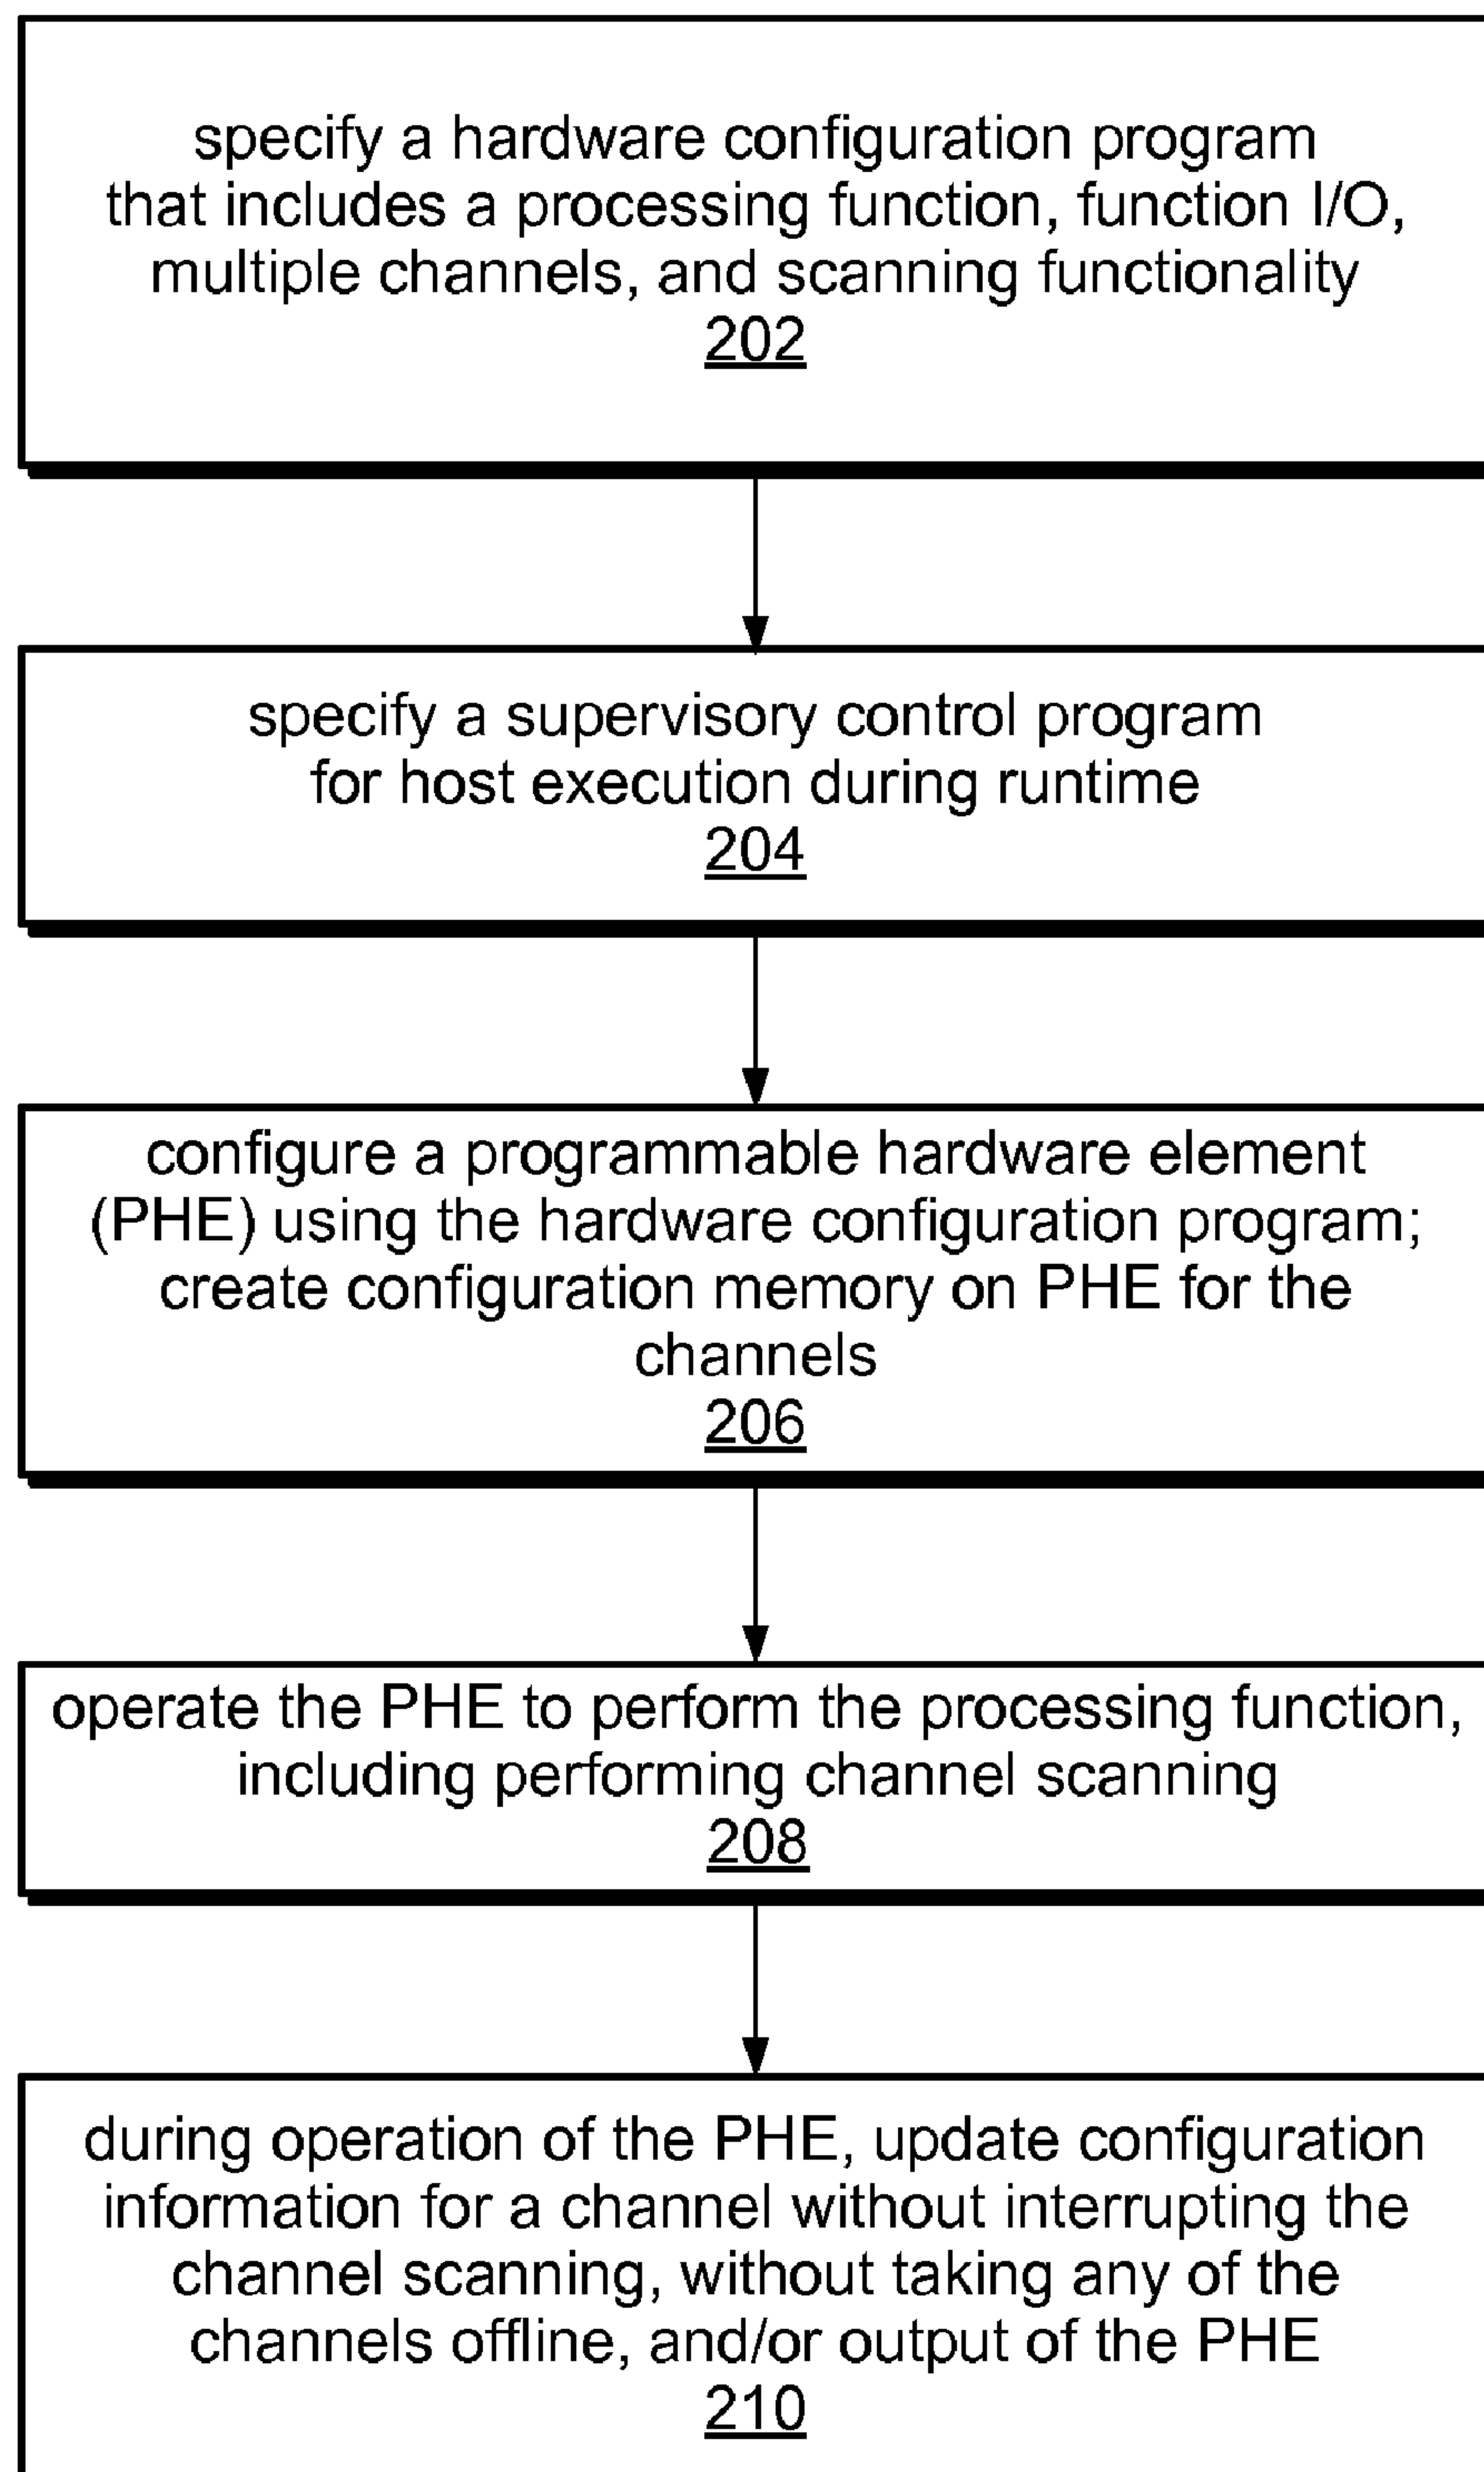 specify a hardware configuration program
that includes a processing function, function I/O,
multiple channels, and scanning functionality
202
specify a supervisory control program
for host execution during runtime
204
configure a programmable hardware element
(PHE) using the hardware configuration program;
create configuration memory on PHE for the
channels
206
operate the PHE to perform the processing function,
including performing channel scanning
208
during operation of the PHE, update configuration
information for a channel without interrupting the
channel scanning, without taking any of the
channels offline, and/or output of the PHE
210